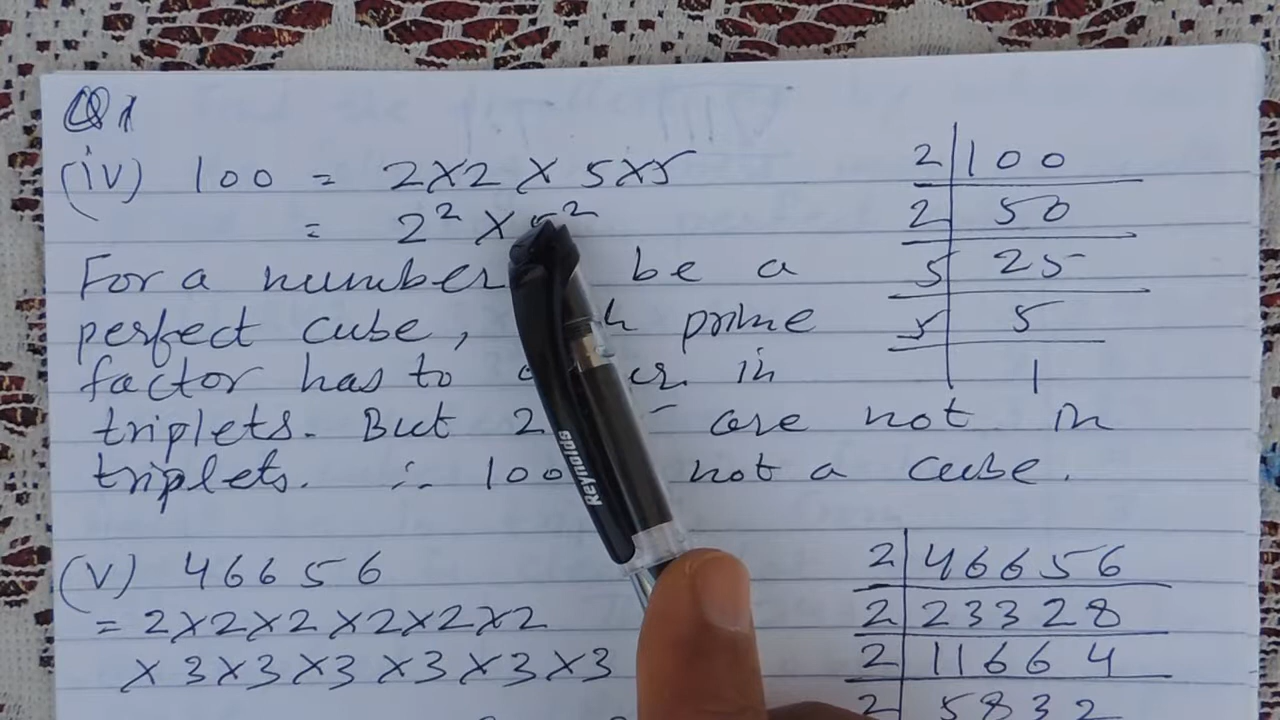 Q1
(iv) 100 = 2×2 × 5×5
= 2² × 5²
For a number be a
perfect cube, prime
factor has to in
triplets. But 2 are not in
triplets. ∴ 100 not a cube.
2 | 100
2 | 50
5 | 25
5 | 5
1
Reynolds
(V) 46656
= 2×2×2×2×2×2
×3×3×3×3×3×3
2 | 46656
2 | 23328
2 | 11664
2 | 5832